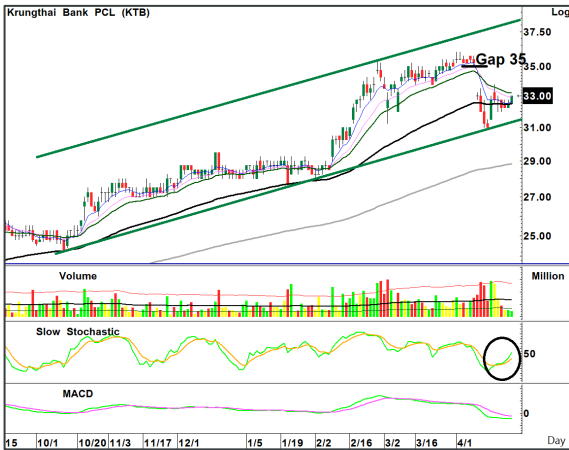 Krungthai Bank PCL (KTB) Log
37.50
Gap 35
35.00
33.00
31.00
29.00
27.00
25.00
Volume Million
Slow Stochastic
50
MACD
0
15 10/1 10/20 11/3 11/17 12/1 1/5 1/19 2/2 2/16 3/2 3/16 4/1 Day